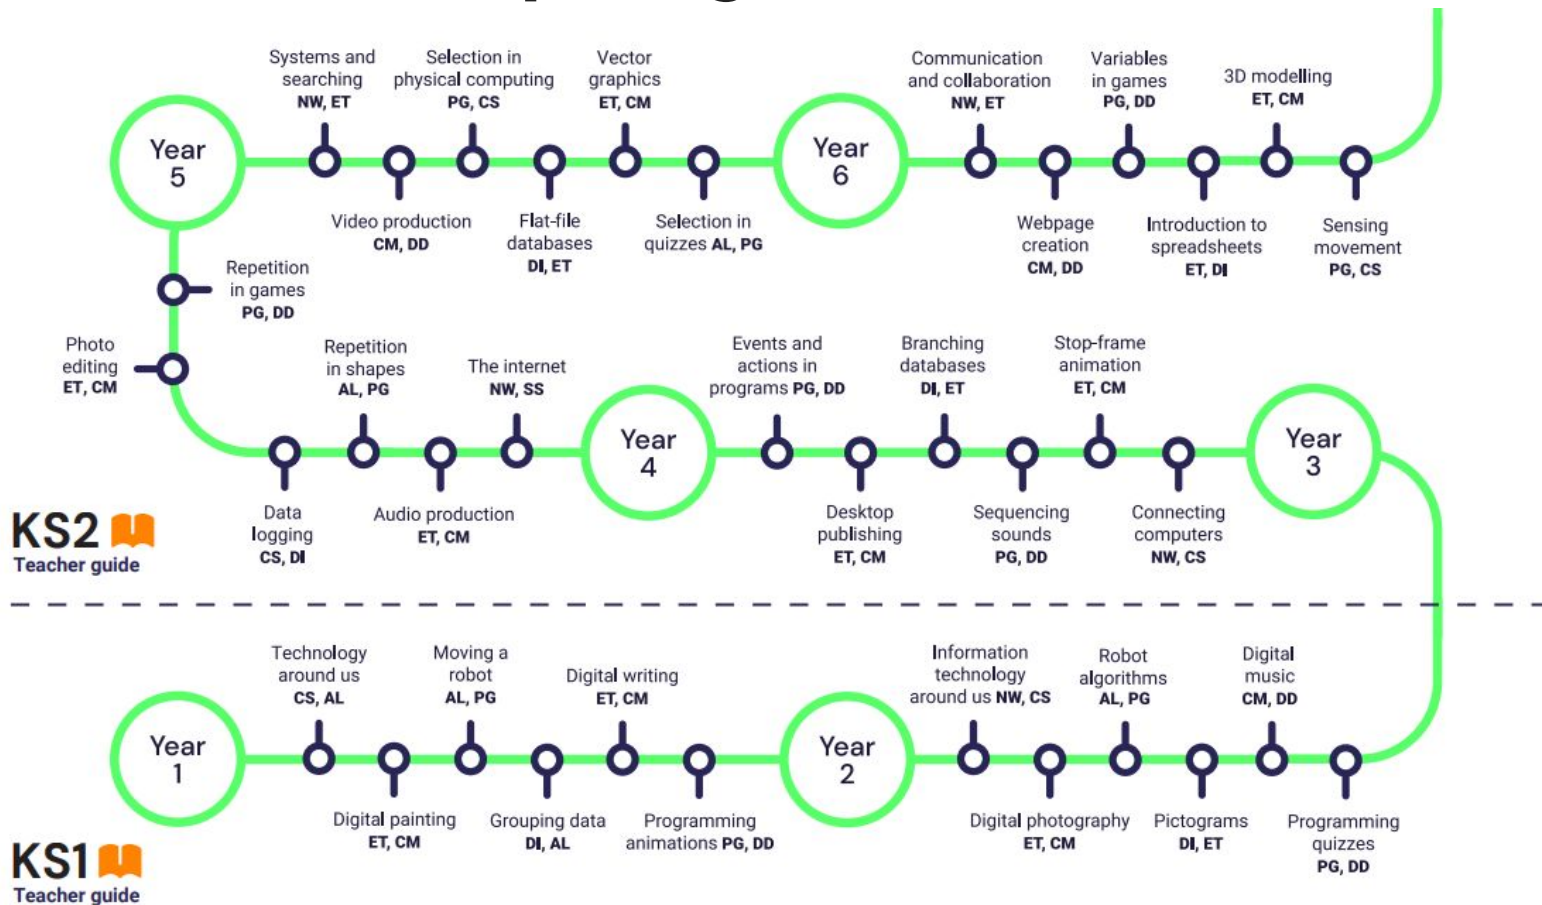 Systems and
searching
NW, ET
Selection in
physical computing
PG, CS
Vector
graphics
ET, CM
Communication
and collaboration
NW, ET
Variables
in games
PG, DD
3D modelling
ET, CM
Year
5
Year
6
Video production
CM, DD
Flat-file
databases
DI, ET
Selection in
quizzes AL, PG
Webpage
creation
CM, DD
Introduction to
spreadsheets
ET, DI
Sensing
movement
PG, CS
Repetition
in games
PG, DD
Photo
editing
ET, CM
Repetition
in shapes
AL, PG
The internet
NW, SS
Events and
actions in
programs PG, DD
Branching
databases
DI, ET
Stop-frame
animation
ET, CM
Year
4
Year
3
Data
logging
CS, DI
Audio production
ET, CM
Desktop
publishing
ET, CM
Sequencing
sounds
PG, DD
Connecting
computers
NW, CS
KS2
Teacher guide
Technology
around us
CS, AL
Moving a
robot
AL, PG
Digital writing
ET, CM
Information
technology
around us NW, CS
Robot
algorithms
AL, PG
Digital
music
CM, DD
Year
1
Year
2
Digital painting
ET, CM
Grouping data
DI, AL
Programming
animations PG, DD
Digital photography
ET, CM
Pictograms
DI, ET
Programming
quizzes
PG, DD
KS1
Teacher guide